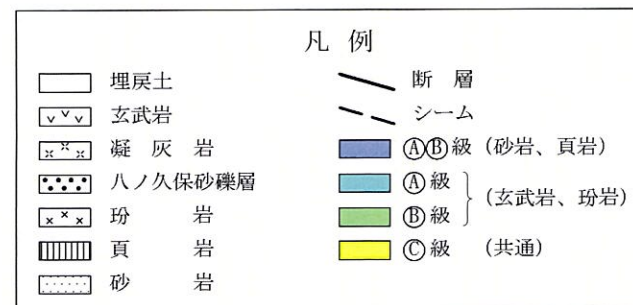 凡例
埋戻土
玄武岩
凝灰岩
八ノ久保砂礫層
玢岩
頁岩
砂岩
断層
シーム
ⒶⒷ級（砂岩、頁岩）
Ⓐ級
Ⓑ級
（玄武岩、玢岩）
Ⓒ級（共通）